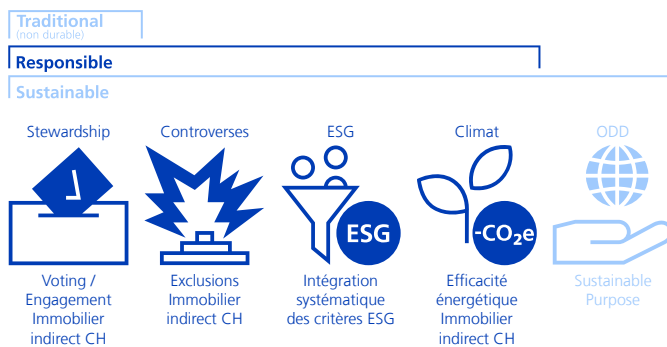 Traditional
(non durable)
Responsible
Sustainable
Stewardship
Controverses
ESG
Climat
ODD
ESG
-CO₂e
Voting /
Engagement
Immobilier
indirect CH
Exclusions
Immobilier
indirect CH
Intégration
systématique
des critères ESG
Efficacité
énergétique
Immobilier
indirect CH
Sustainable
Purpose